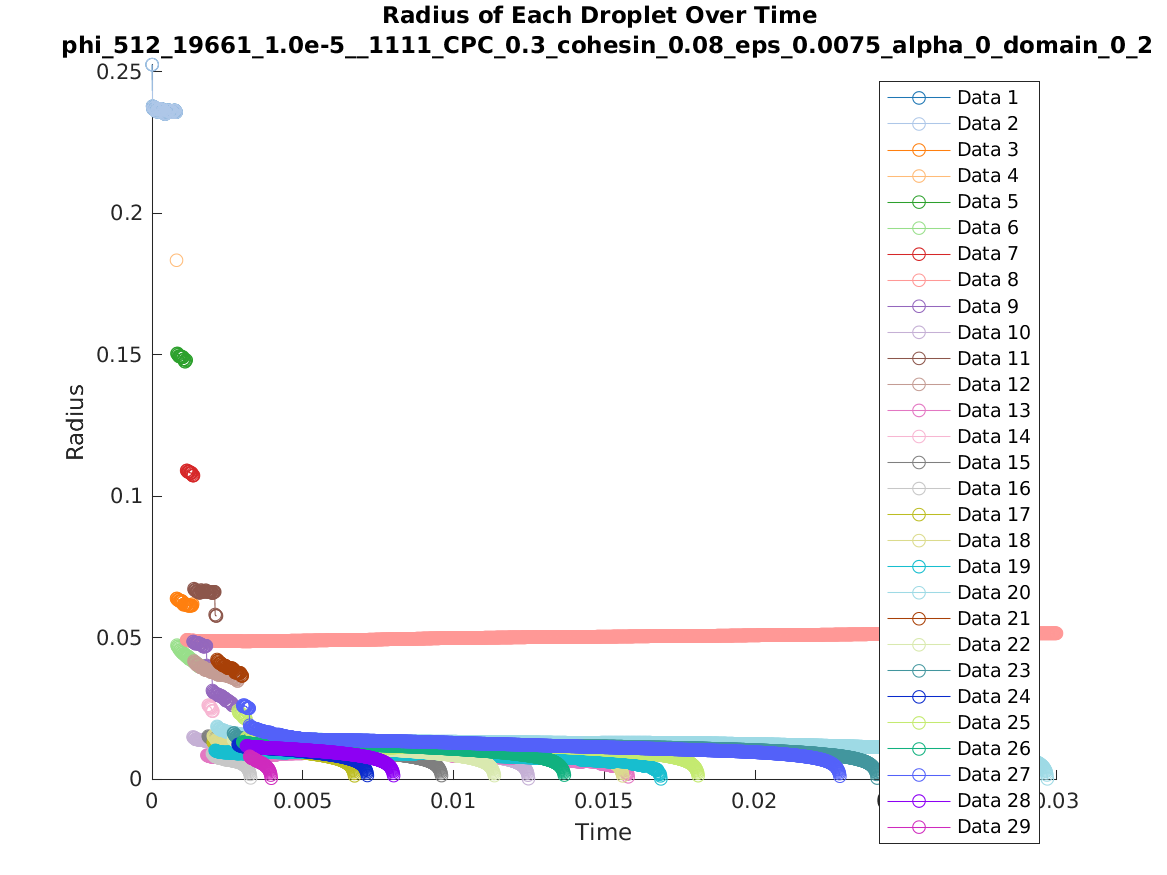 Radius of Each Droplet Over Time
phi_512_19661_1.0e-5__1111_CPC_0.3_cohesin_0.08_eps_0.0075_alpha_0_domain_0_2
0.25
0.2
0.15
0.1
0.05
0
Radius
0
0.005
0.01
0.015
0.02
0.03
Time
Data 1
Data 2
Data 3
Data 4
Data 5
Data 6
Data 7
Data 8
Data 9
Data 10
Data 11
Data 12
Data 13
Data 14
Data 15
Data 16
Data 17
Data 18
Data 19
Data 20
Data 21
Data 22
Data 23
Data 24
Data 25
Data 26
Data 27
Data 28
Data 29